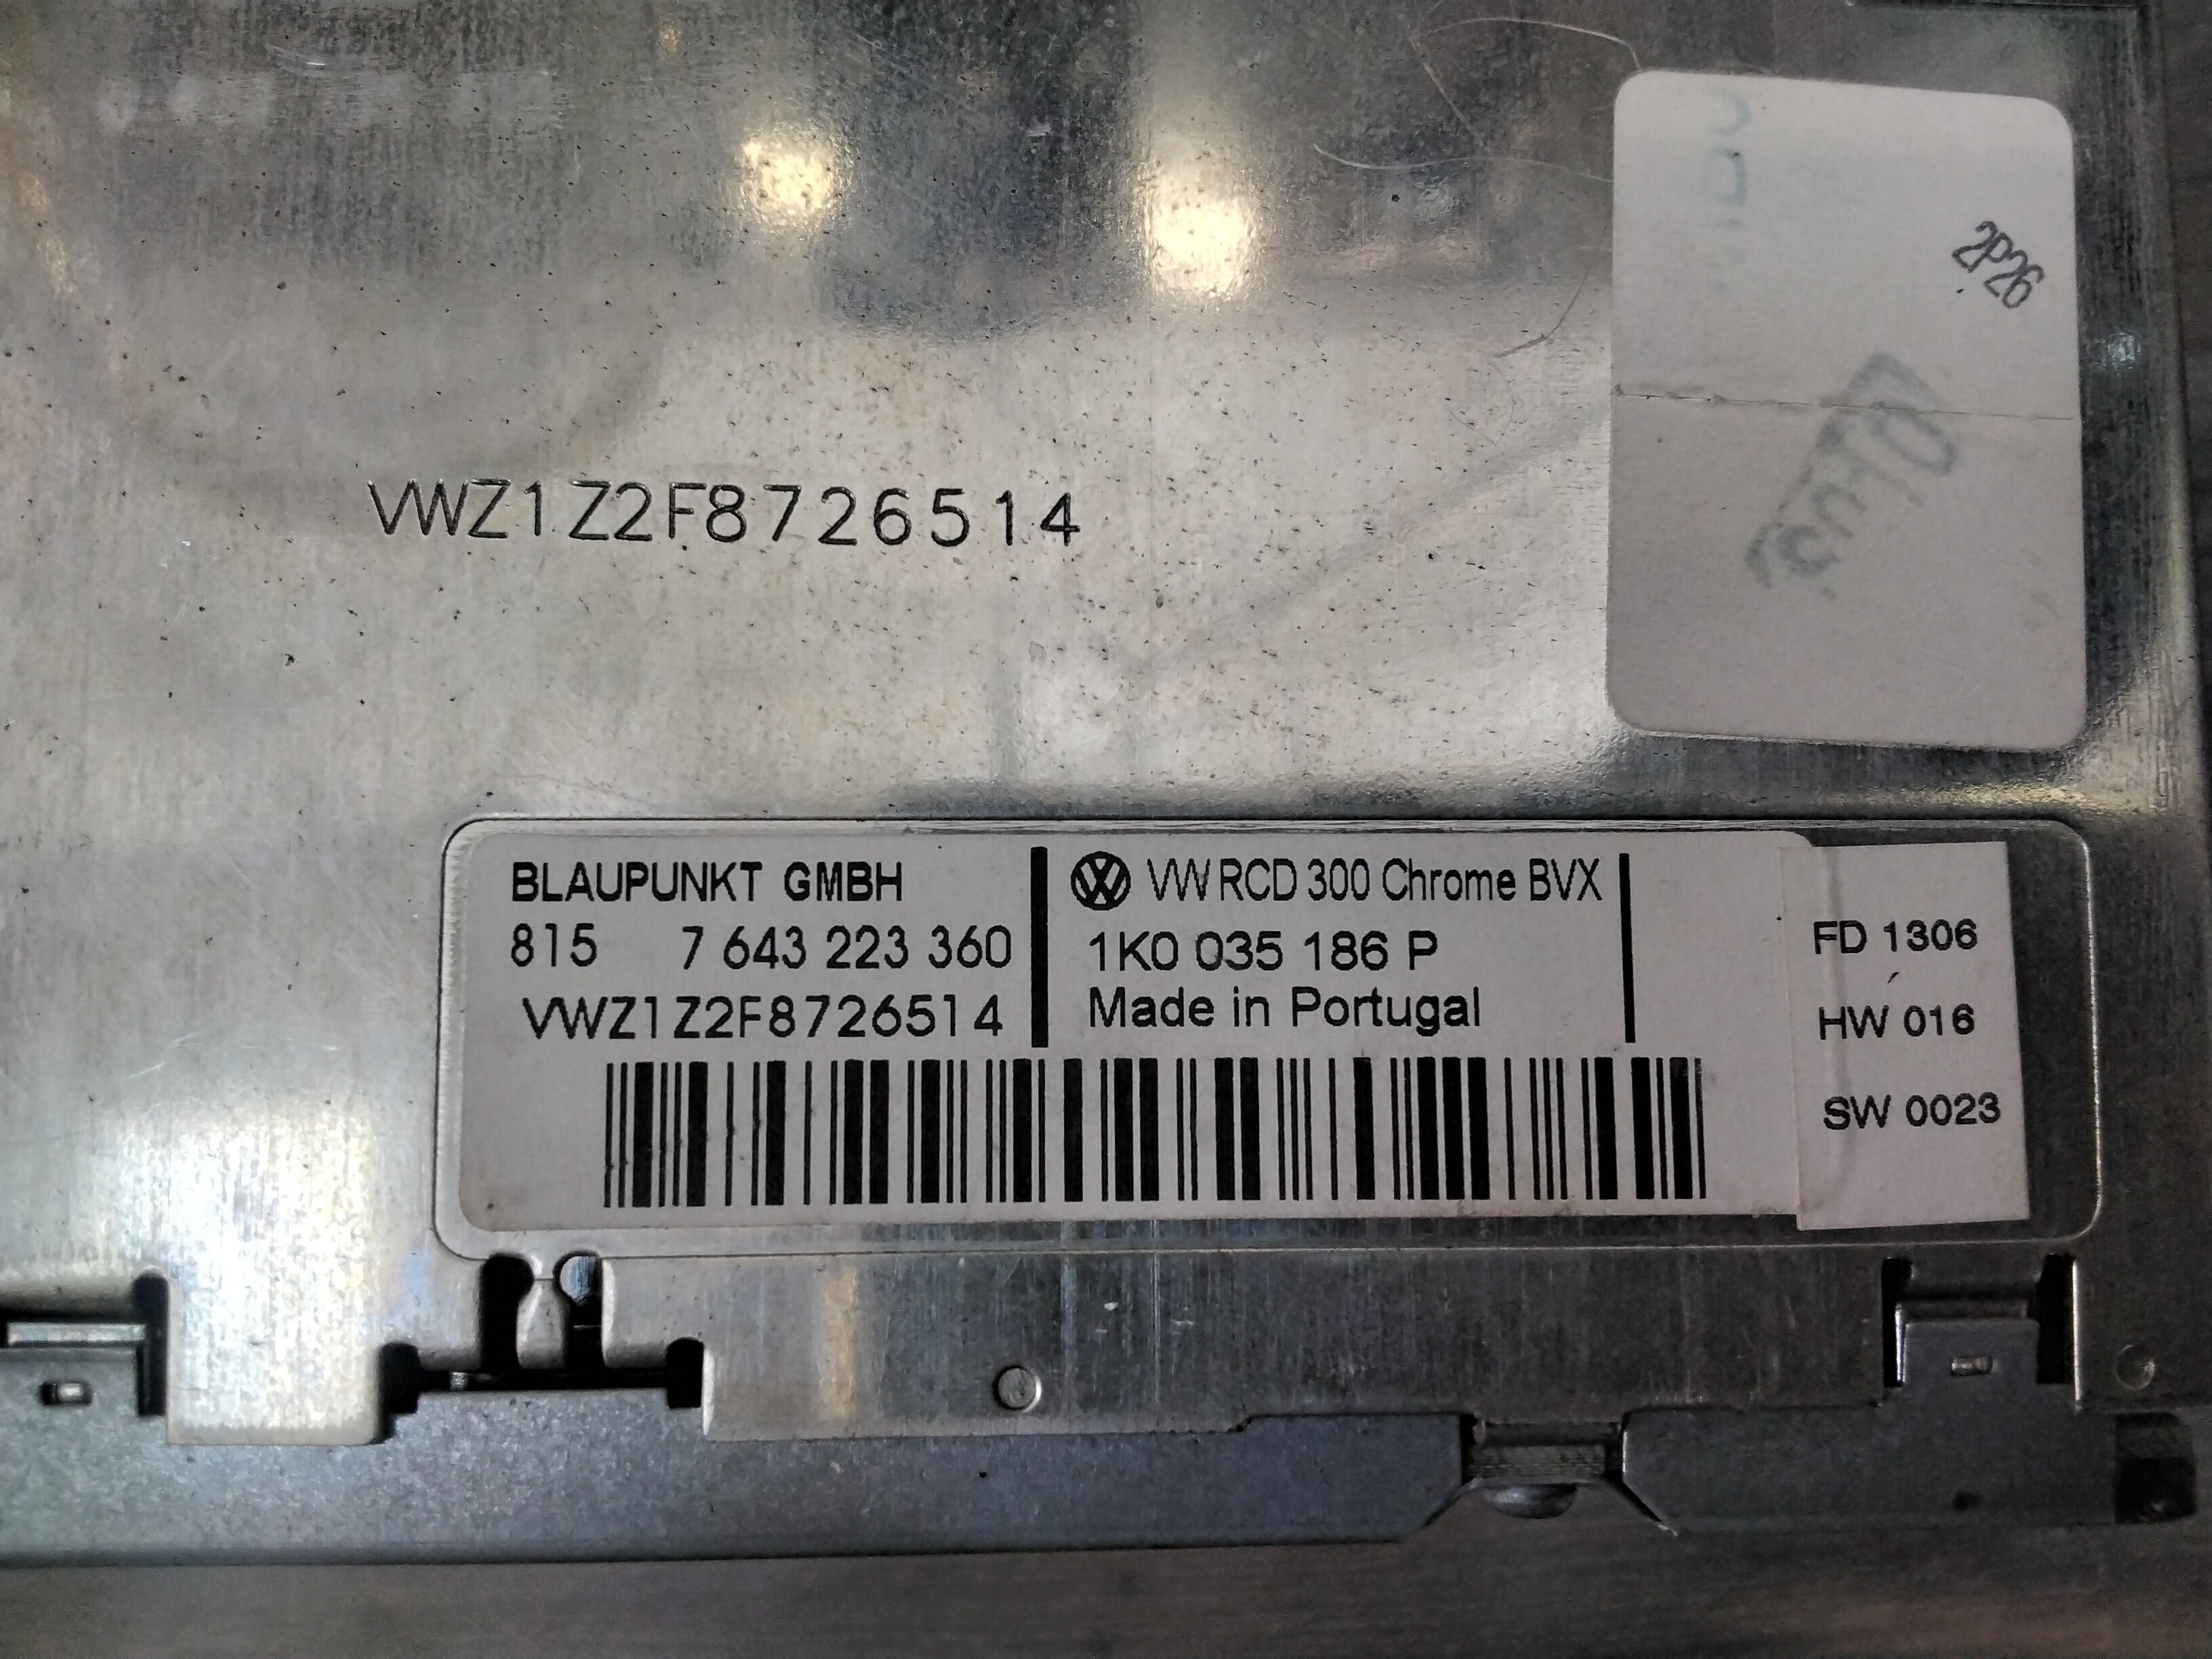 2P26
VWZ1Z2F8726514
BLAUPUNKT GMBH
815 7 643 223 360
VWZ1Z2F8726514
VW RCD 300 Chrome BVX
1K0 035 186 P
Made in Portugal
FD 1306
HW 016
SW 0023